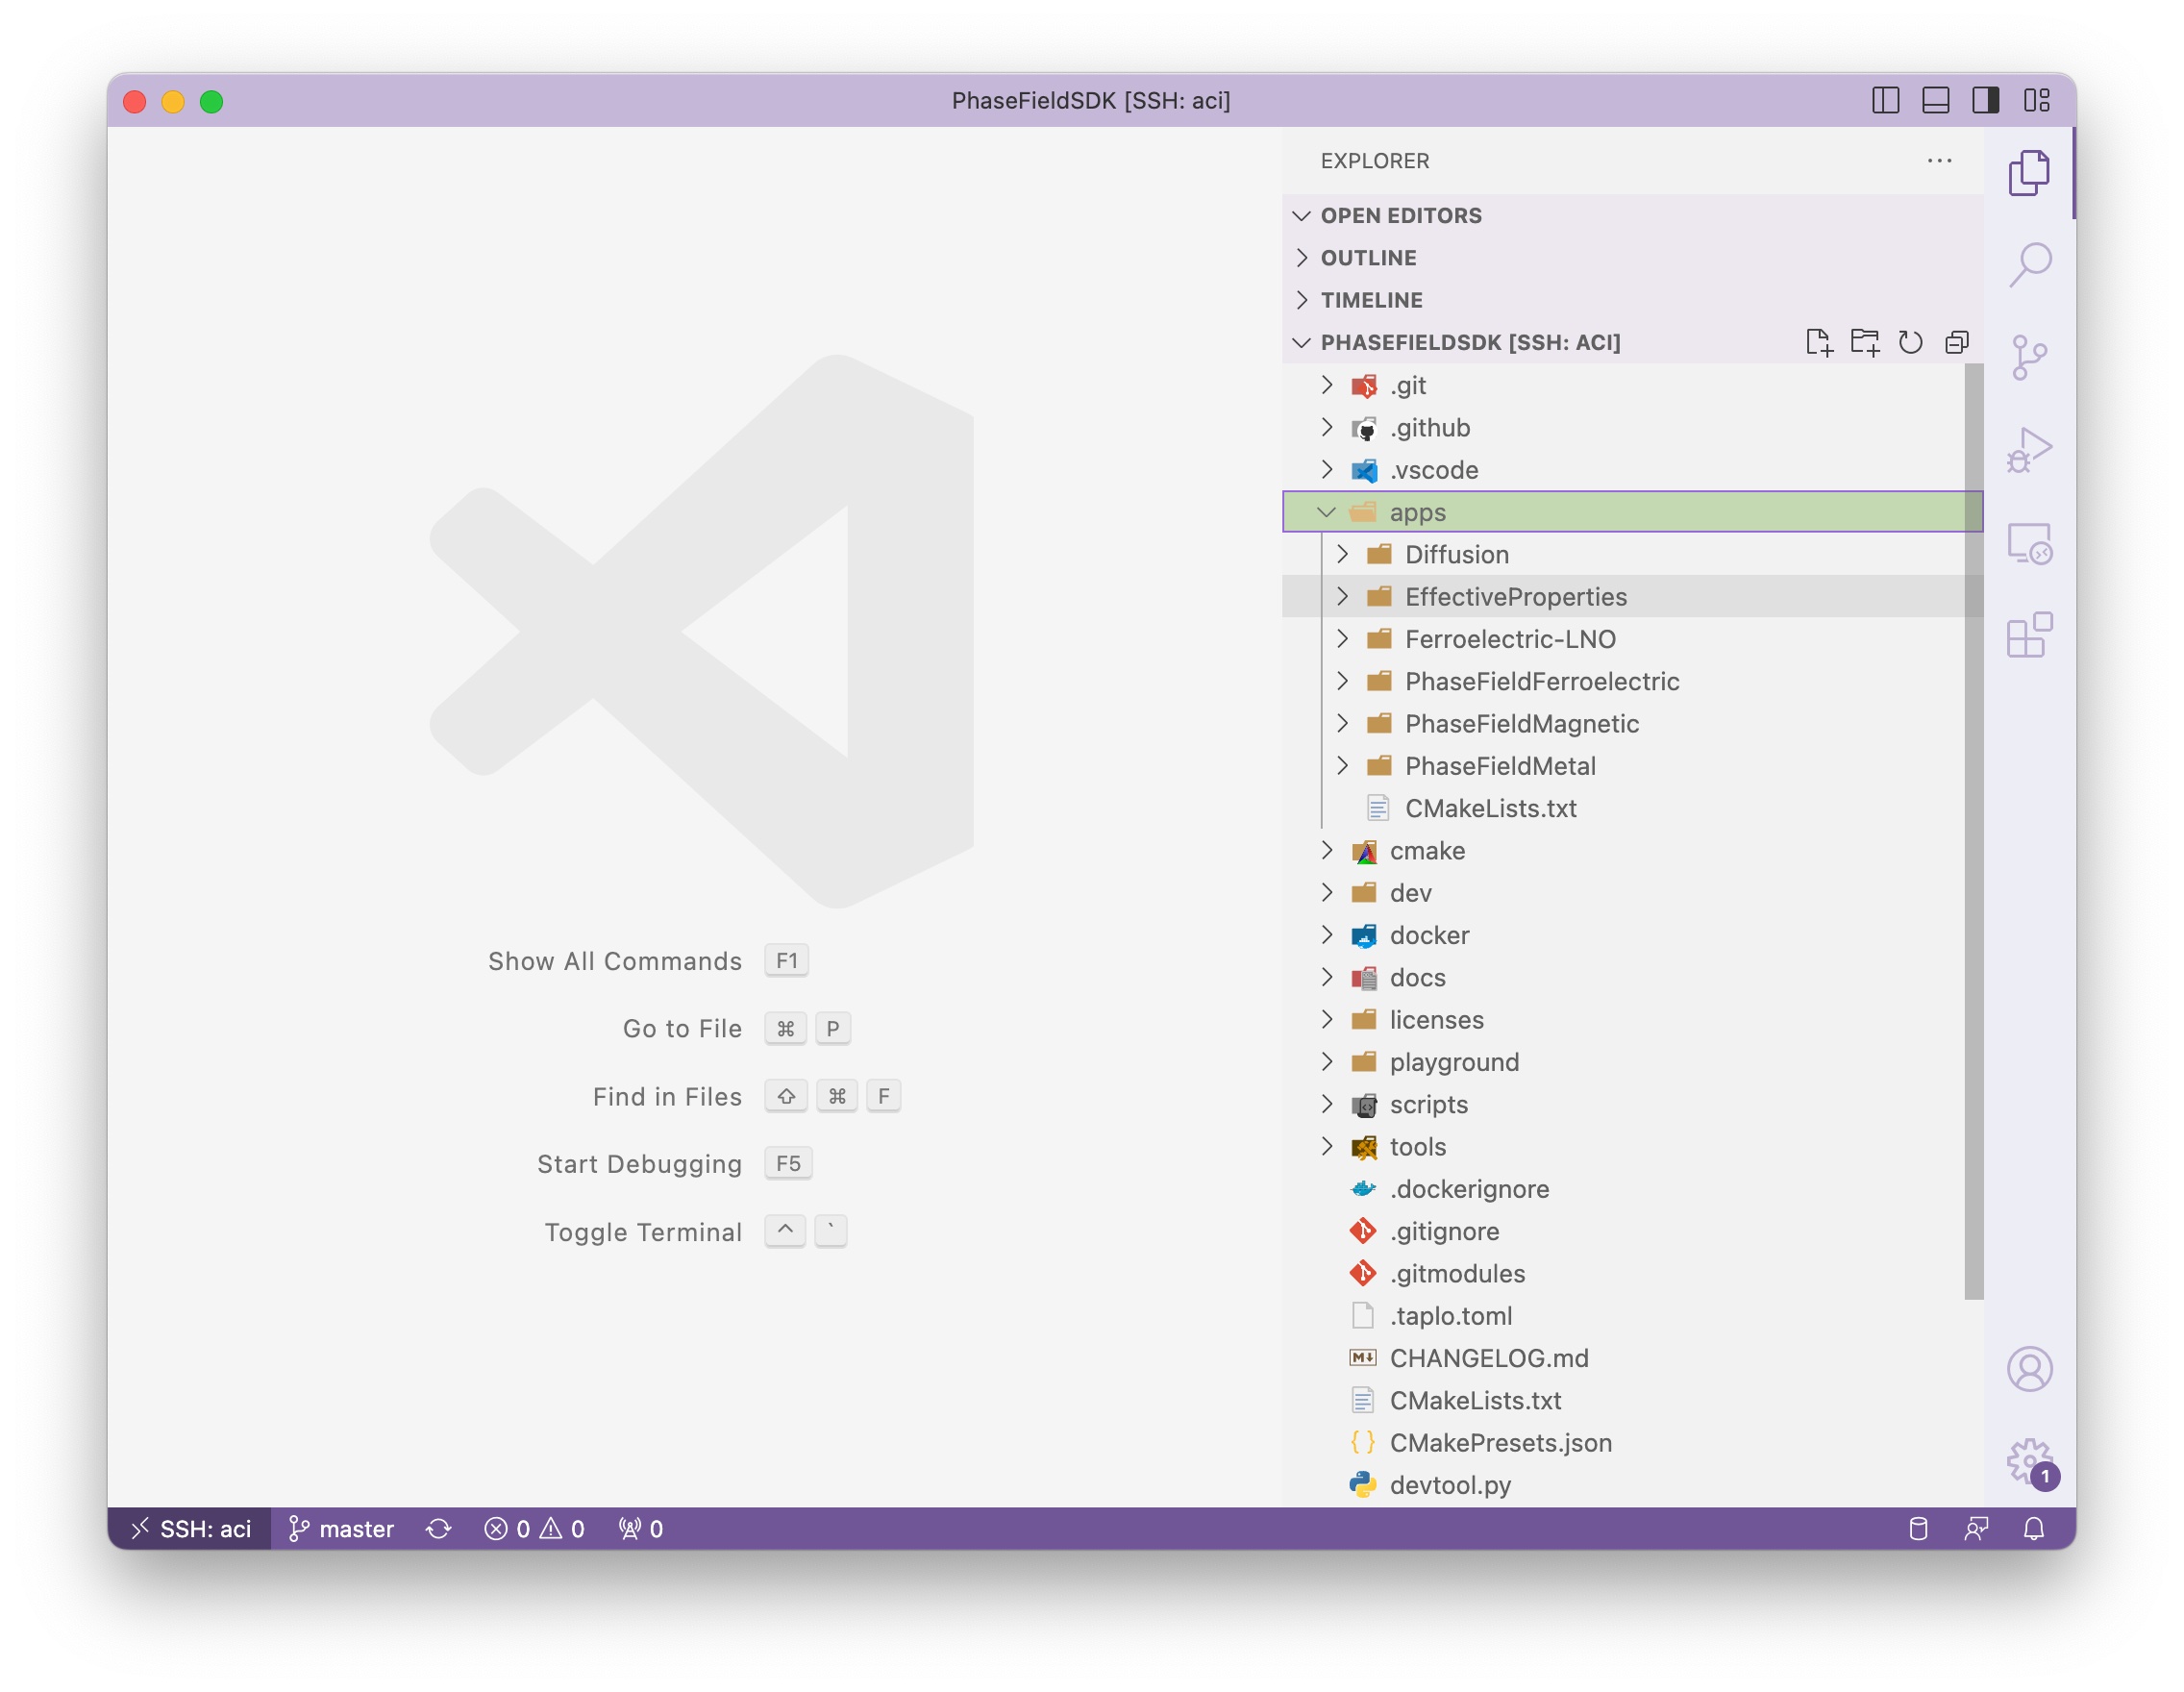 PhaseFieldSDK [SSH: aci]
Show All Commands F1
Go to File ⌘ P
Find in Files ⇧ ⌘ F
Start Debugging F5
Toggle Terminal ^ `
EXPLORER
OPEN EDITORS
OUTLINE
TIMELINE
PHASEFIELDSDK [SSH: ACI]
.git
.github
.vscode
apps
Diffusion
EffectiveProperties
Ferroelectric-LNO
PhaseFieldFerroelectric
PhaseFieldMagnetic
PhaseFieldMetal
CMakeLists.txt
cmake
dev
docker
docs
licenses
playground
scripts
tools
.dockerignore
.gitignore
.gitmodules
.taplo.toml
CHANGELOG.md
CMakeLists.txt
CMakePresets.json
devtool.py
1
SSH: aci master 0 0 0